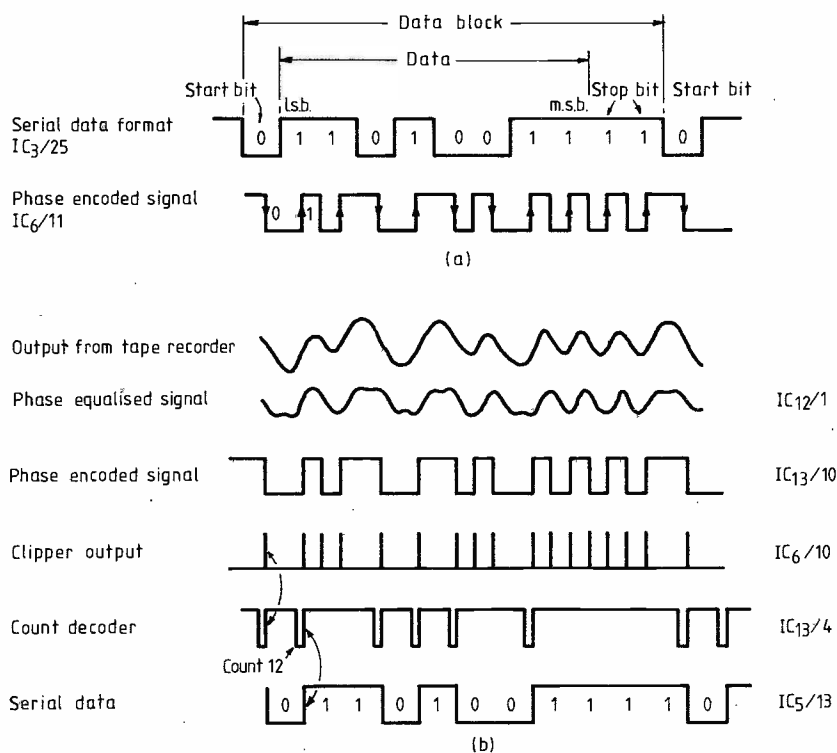 Data block
Data
Start bit l.s.b. m.s.b. Stop bit Start bit
Serial data format
IC3/25
0 1 1 0 1 0 0 1 1 1 1 0
Phase encoded signal
IC6/11
0 1
(a)
Output from tape recorder
Phase equalised signal IC12/1
Phase encoded signal IC13/10
Clipper output IC6/10
Count decoder IC13/4
Count 12
Serial data 0 1 1 0 1 0 0 1 1 1 1 0 IC5/13
(b)